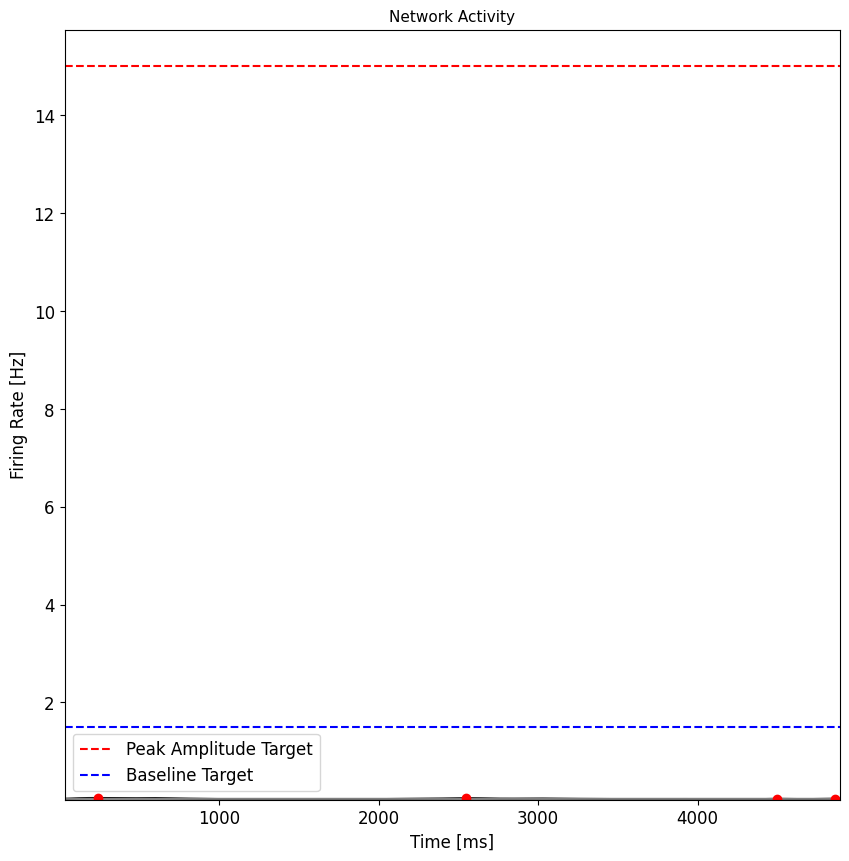 Network Activity
14
12
10
8
6
4
2
Firing Rate [Hz]
Peak Amplitude Target
Baseline Target
1000
2000
3000
4000
Time [ms]